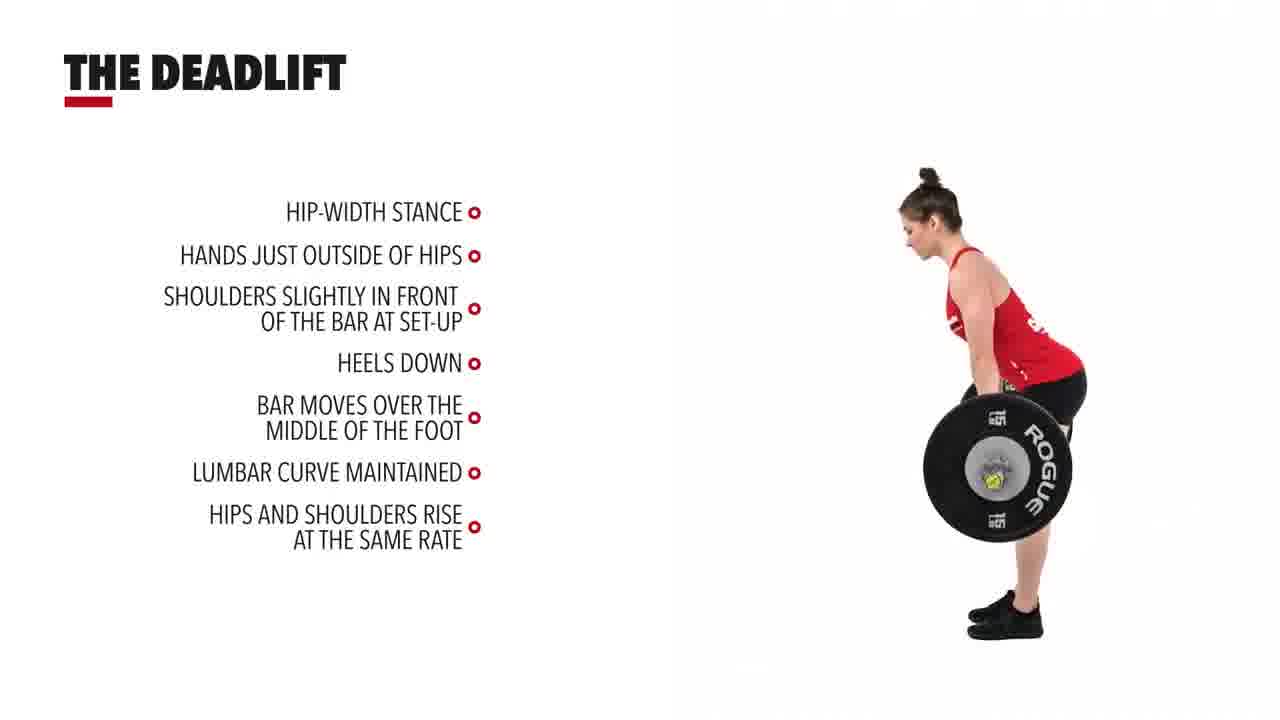 THE DEADLIFT
HIP-WIDTH STANCE
HANDS JUST OUTSIDE OF HIPS
SHOULDERS SLIGHTLY IN FRONT
OF THE BAR AT SET-UP
HEELS DOWN
BAR MOVES OVER THE
MIDDLE OF THE FOOT
LUMBAR CURVE MAINTAINED
HIPS AND SHOULDERS RISE
AT THE SAME RATE
15
ROGUE
15